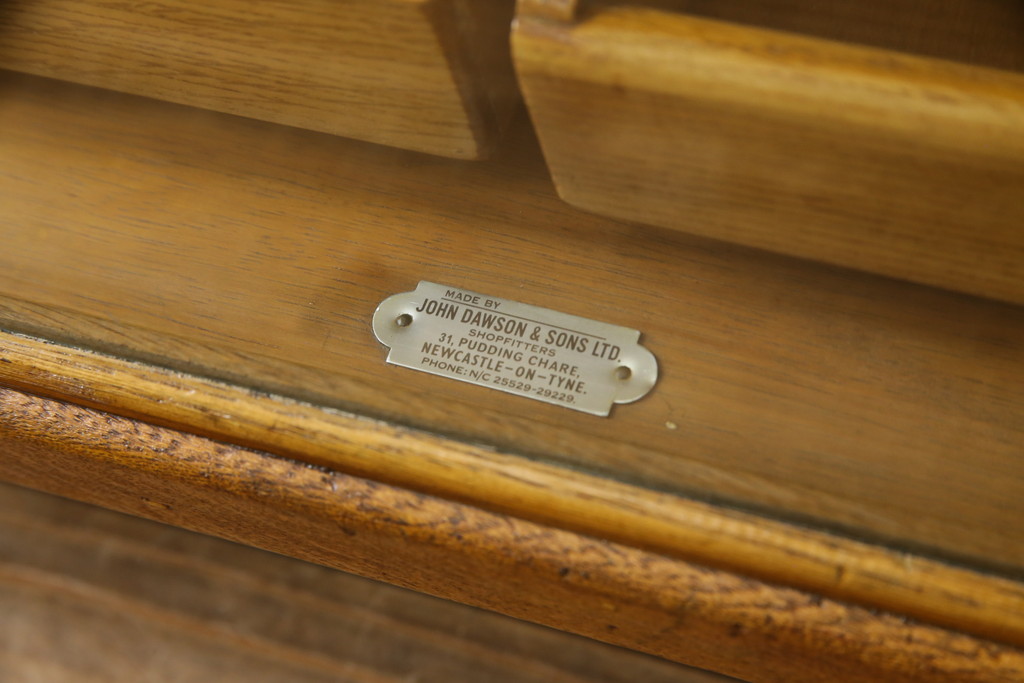 MADE BY
JOHN DAWSON & SONS LTD.
SHOPFITTERS
31, PUDDING CHARE,
NEWCASTLE-ON-TYNE.
PHONE: N/C 25529-29229.